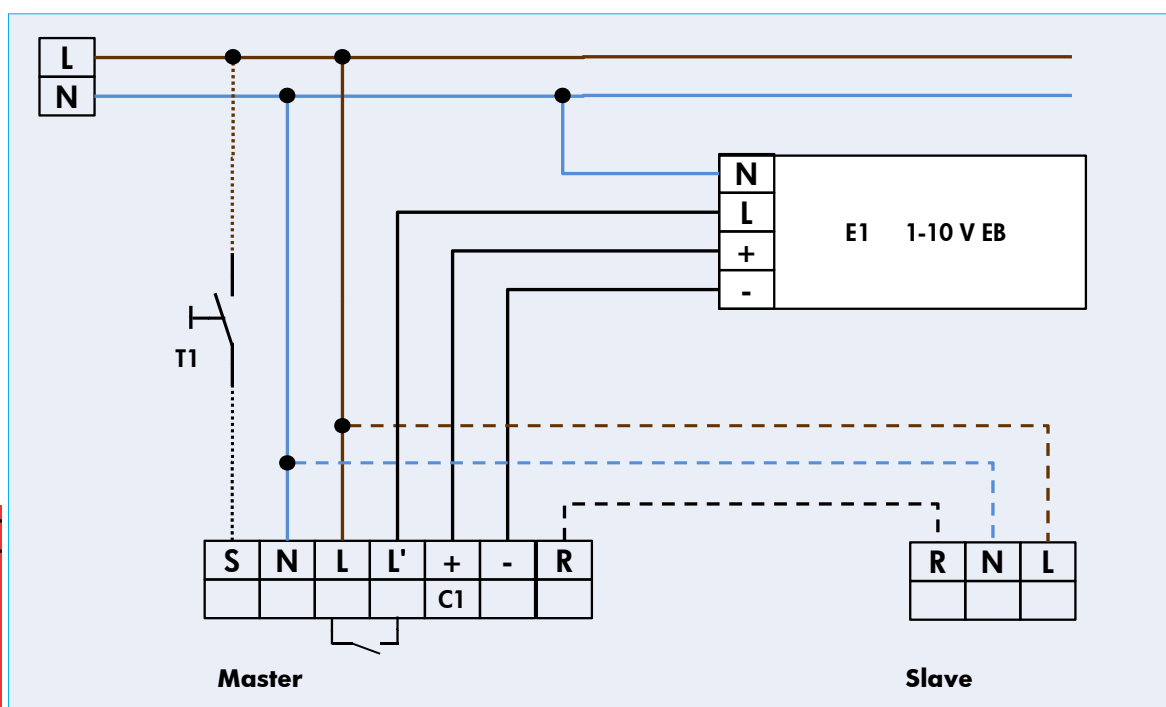 L
N
N
L
E1 1-10 V EB
+
-
T1
S N L L' + - R
C1
R N L
Master
Slave